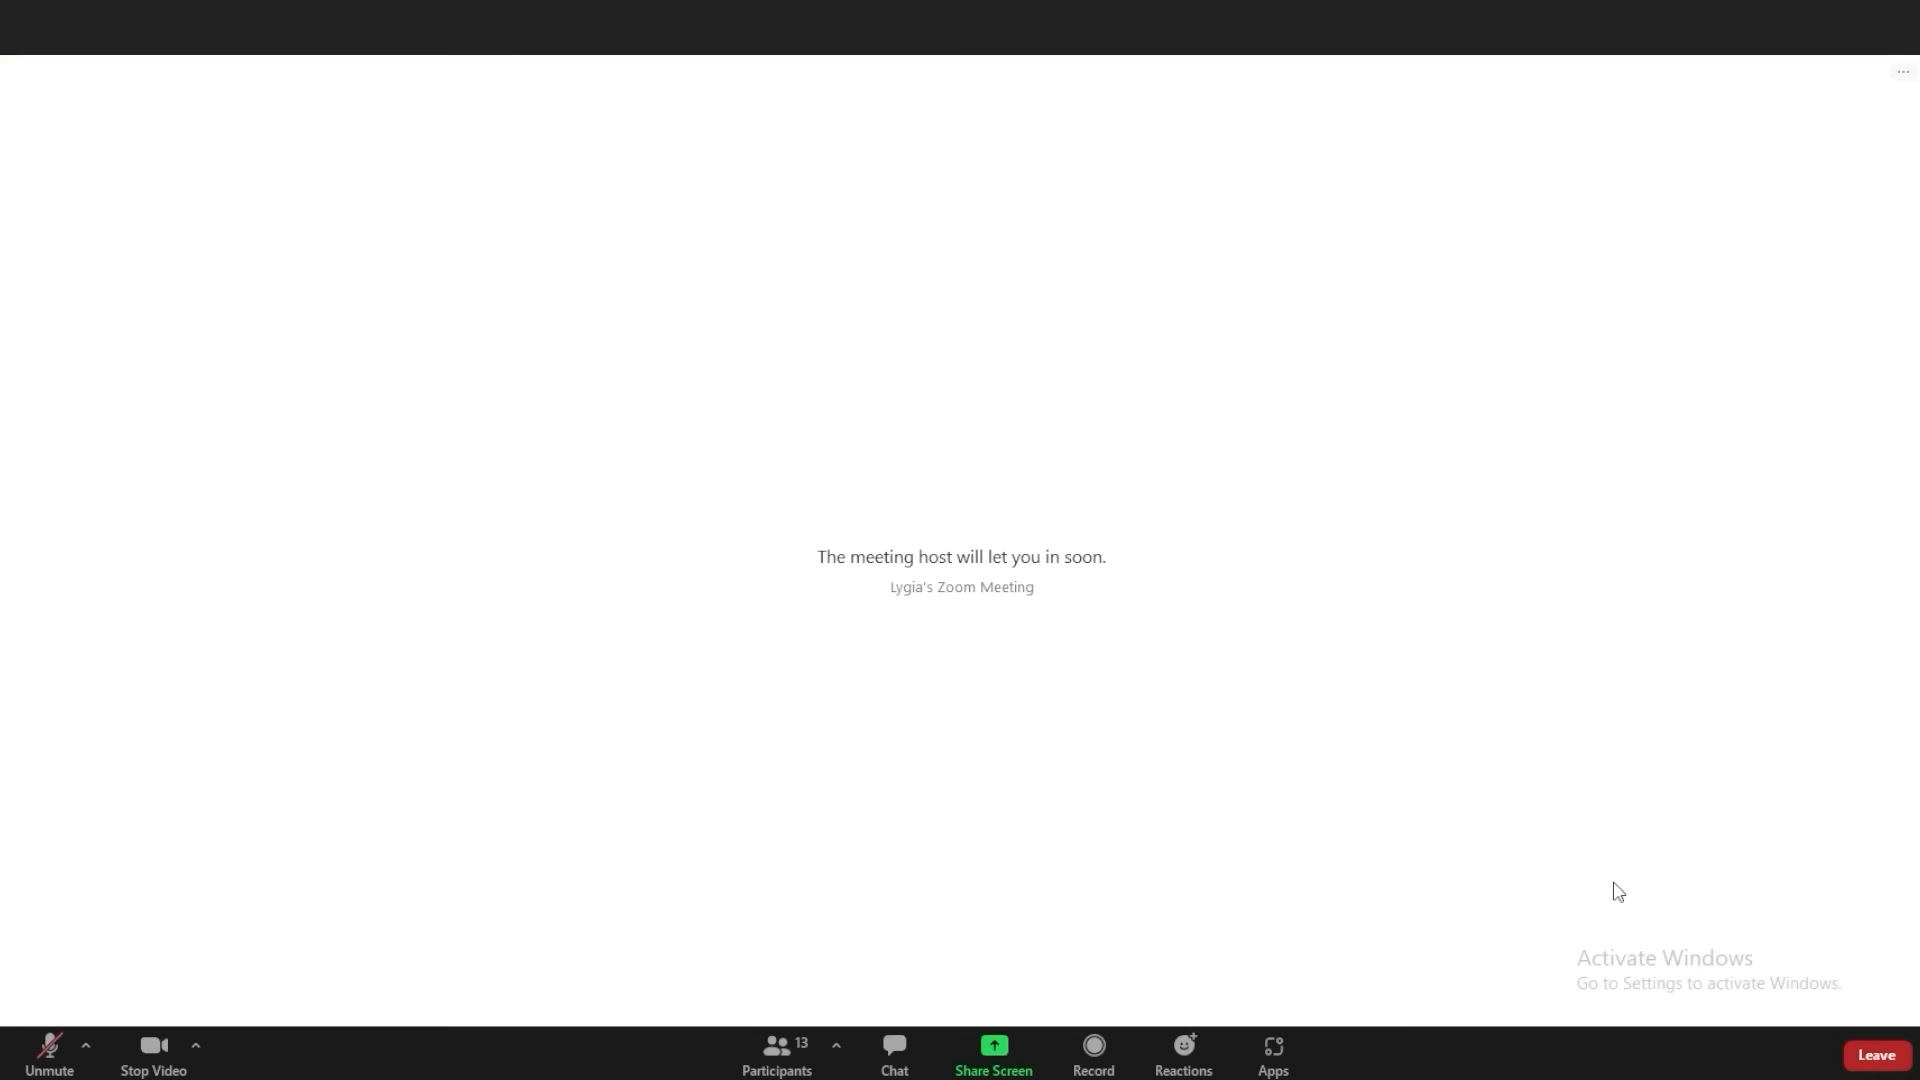 The meeting host will let you in soon.
Lygia's Zoom Meeting
Activate Windows
Go to Settings to activate Windows.
Unmute
Stop Video
13
Participants
Chat
Share Screen
Record
Reactions
Apps
Leave